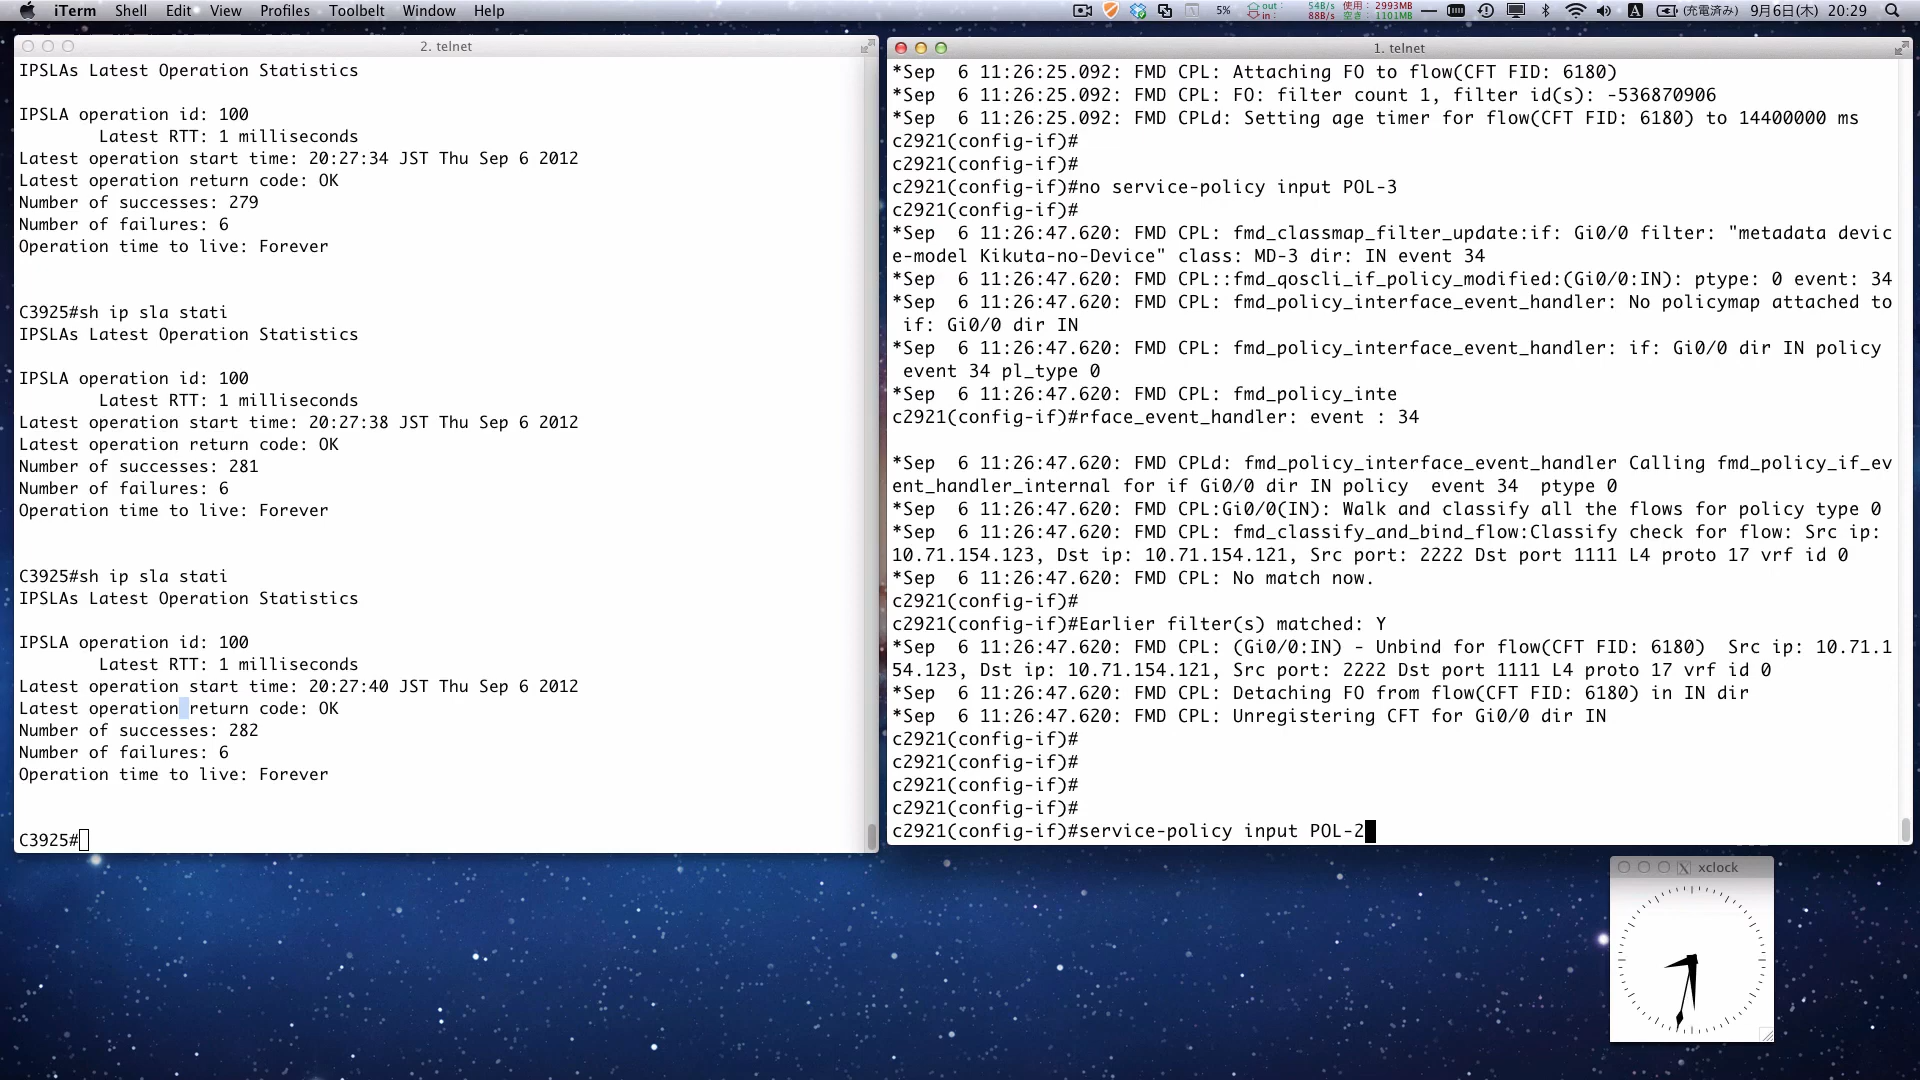 iTerm Shell Edit View Profiles Toolbelt Window Help
5% out: 54B/s in: 88B/s 使用: 2993MB 空き: 1101MB A (充電済み) 9月6日(木) 20:29
2. telnet
IPSLAs Latest Operation Statistics
IPSLA operation id: 100
Latest RTT: 1 milliseconds
Latest operation start time: 20:27:34 JST Thu Sep 6 2012
Latest operation return code: OK
Number of successes: 279
Number of failures: 6
Operation time to live: Forever
C3925#sh ip sla stati
IPSLAs Latest Operation Statistics
IPSLA operation id: 100
Latest RTT: 1 milliseconds
Latest operation start time: 20:27:38 JST Thu Sep 6 2012
Latest operation return code: OK
Number of successes: 281
Number of failures: 6
Operation time to live: Forever
C3925#sh ip sla stati
IPSLAs Latest Operation Statistics
IPSLA operation id: 100
Latest RTT: 1 milliseconds
Latest operation start time: 20:27:40 JST Thu Sep 6 2012
Latest operation return code: OK
Number of successes: 282
Number of failures: 6
Operation time to live: Forever
C3925#
1. telnet
*Sep  6 11:26:25.092: FMD CPL: Attaching FO to flow(CFT FID: 6180)
*Sep  6 11:26:25.092: FMD CPL: FO: filter count 1, filter id(s): -536870906
*Sep  6 11:26:25.092: FMD CPLd: Setting age timer for flow(CFT FID: 6180) to 14400000 ms
c2921(config-if)#
c2921(config-if)#
c2921(config-if)#no service-policy input POL-3
c2921(config-if)#
*Sep  6 11:26:47.620: FMD CPL: fmd_classmap_filter_update:if: Gi0/0 filter: "metadata devic
e-model Kikuta-no-Device" class: MD-3 dir: IN event 34
*Sep  6 11:26:47.620: FMD CPL::fmd_qoscli_if_policy_modified:(Gi0/0:IN): ptype: 0 event: 34
*Sep  6 11:26:47.620: FMD CPL: fmd_policy_interface_event_handler: No policymap attached to
if: Gi0/0 dir IN
*Sep  6 11:26:47.620: FMD CPL: fmd_policy_interface_event_handler: if: Gi0/0 dir IN policy
event 34 pl_type 0
*Sep  6 11:26:47.620: FMD CPL: fmd_policy_inte
c2921(config-if)#rface_event_handler: event : 34
*Sep  6 11:26:47.620: FMD CPLd: fmd_policy_interface_event_handler Calling fmd_policy_if_ev
ent_handler_internal for if Gi0/0 dir IN policy  event 34  ptype 0
*Sep  6 11:26:47.620: FMD CPL:Gi0/0(IN): Walk and classify all the flows for policy type 0
*Sep  6 11:26:47.620: FMD CPL: fmd_classify_and_bind_flow:Classify check for flow: Src ip:
10.71.154.123, Dst ip: 10.71.154.121, Src port: 2222 Dst port 1111 L4 proto 17 vrf id 0
*Sep  6 11:26:47.620: FMD CPL: No match now.
c2921(config-if)#
c2921(config-if)#Earlier filter(s) matched: Y
*Sep  6 11:26:47.620: FMD CPL: (Gi0/0:IN) - Unbind for flow(CFT FID: 6180)  Src ip: 10.71.1
54.123, Dst ip: 10.71.154.121, Src port: 2222 Dst port 1111 L4 proto 17 vrf id 0
*Sep  6 11:26:47.620: FMD CPL: Detaching FO from flow(CFT FID: 6180) in IN dir
*Sep  6 11:26:47.620: FMD CPL: Unregistering CFT for Gi0/0 dir IN
c2921(config-if)#
c2921(config-if)#
c2921(config-if)#
c2921(config-if)#
c2921(config-if)#service-policy input POL-2
xclock